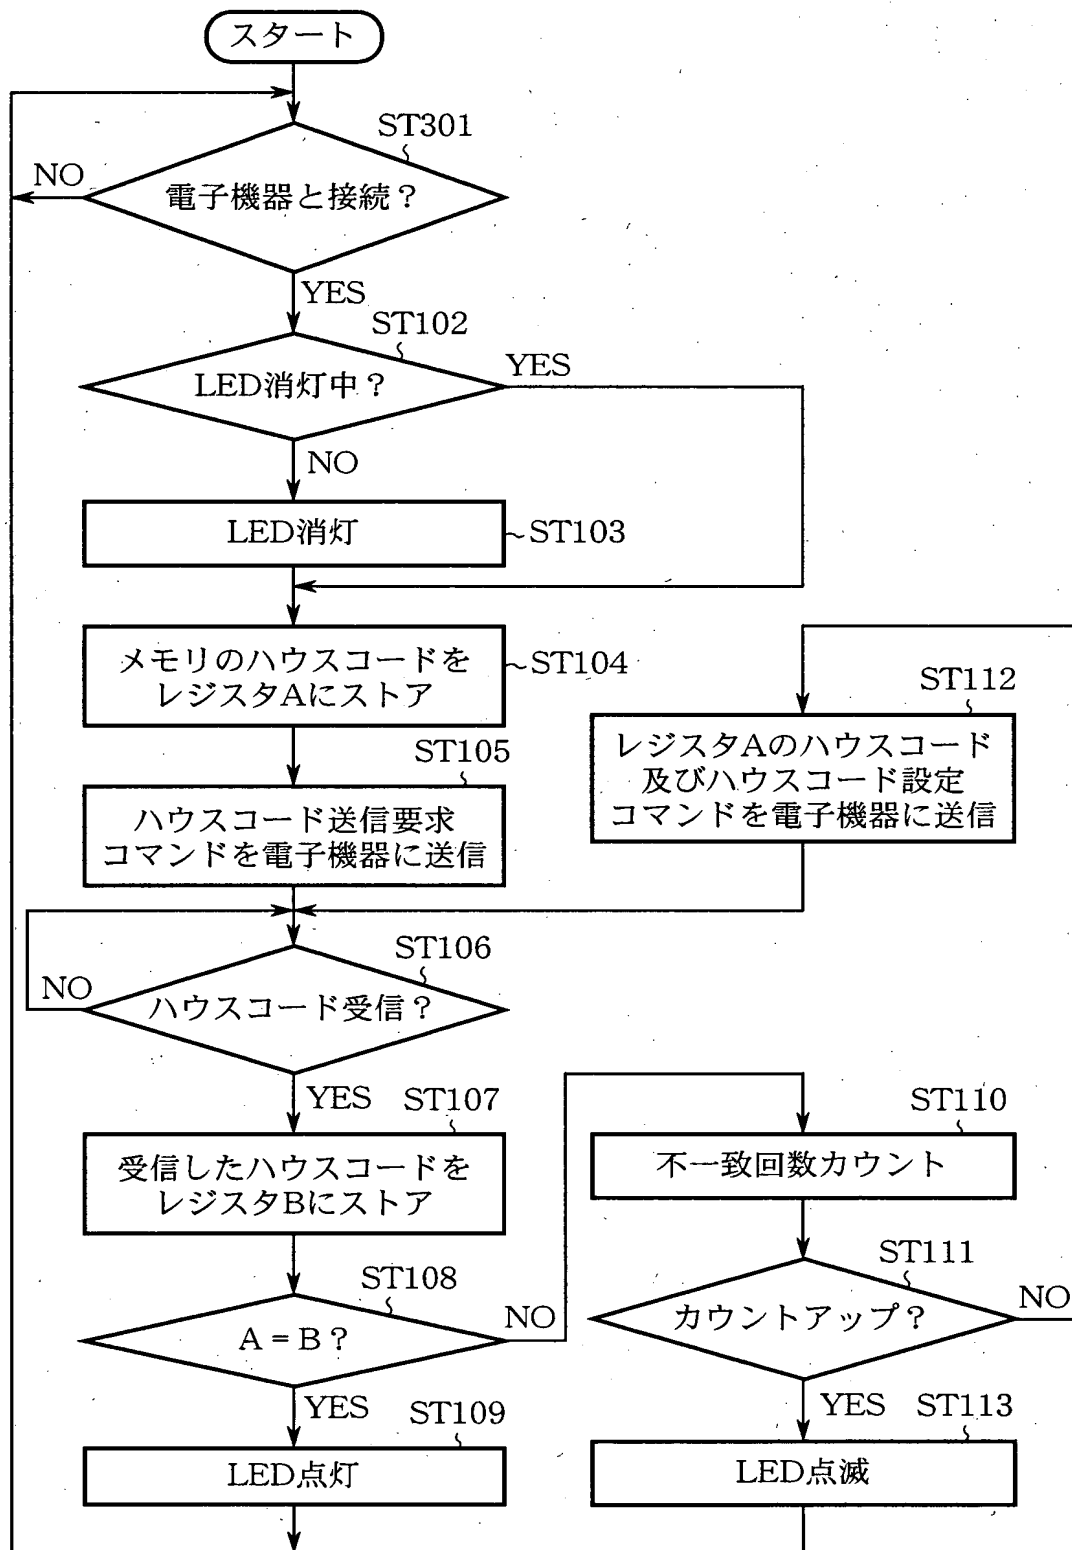 スタート
ST301
NO
電子機器と接続？
YES
ST102
LED消灯中？
YES
NO
LED消灯
ST103
メモリのハウスコードを
レジスタAにストア
ST104
ST105
ハウスコード送信要求
コマンドを電子機器に送信
ST112
レジスタAのハウスコード
及びハウスコード設定
コマンドを電子機器に送信
ST106
NO
ハウスコード受信？
YES
ST107
受信したハウスコードを
レジスタBにストア
ST108
A = B？
NO
YES
ST109
LED点灯
ST110
不一致回数カウント
ST111
カウントアップ？
NO
YES
ST113
LED点滅